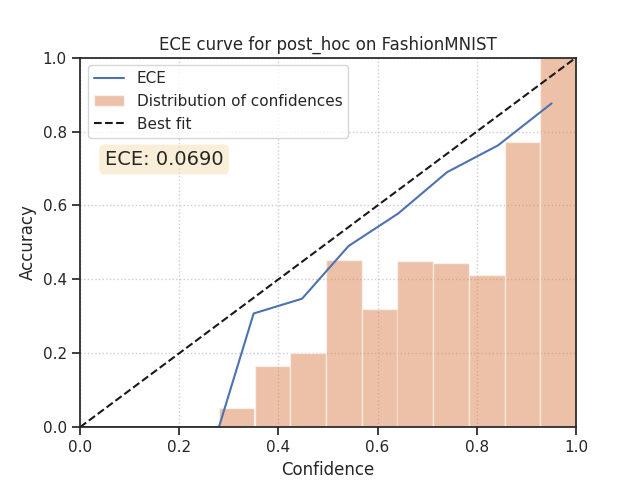 ECE curve for post_hoc on FashionMNIST
1.0
0.8
0.6
0.4
0.2
0.0
Accuracy
ECE
Distribution of confidences
Best fit
ECE: 0.0690
0.0 0.2 0.4 0.6 0.8 1.0
Confidence